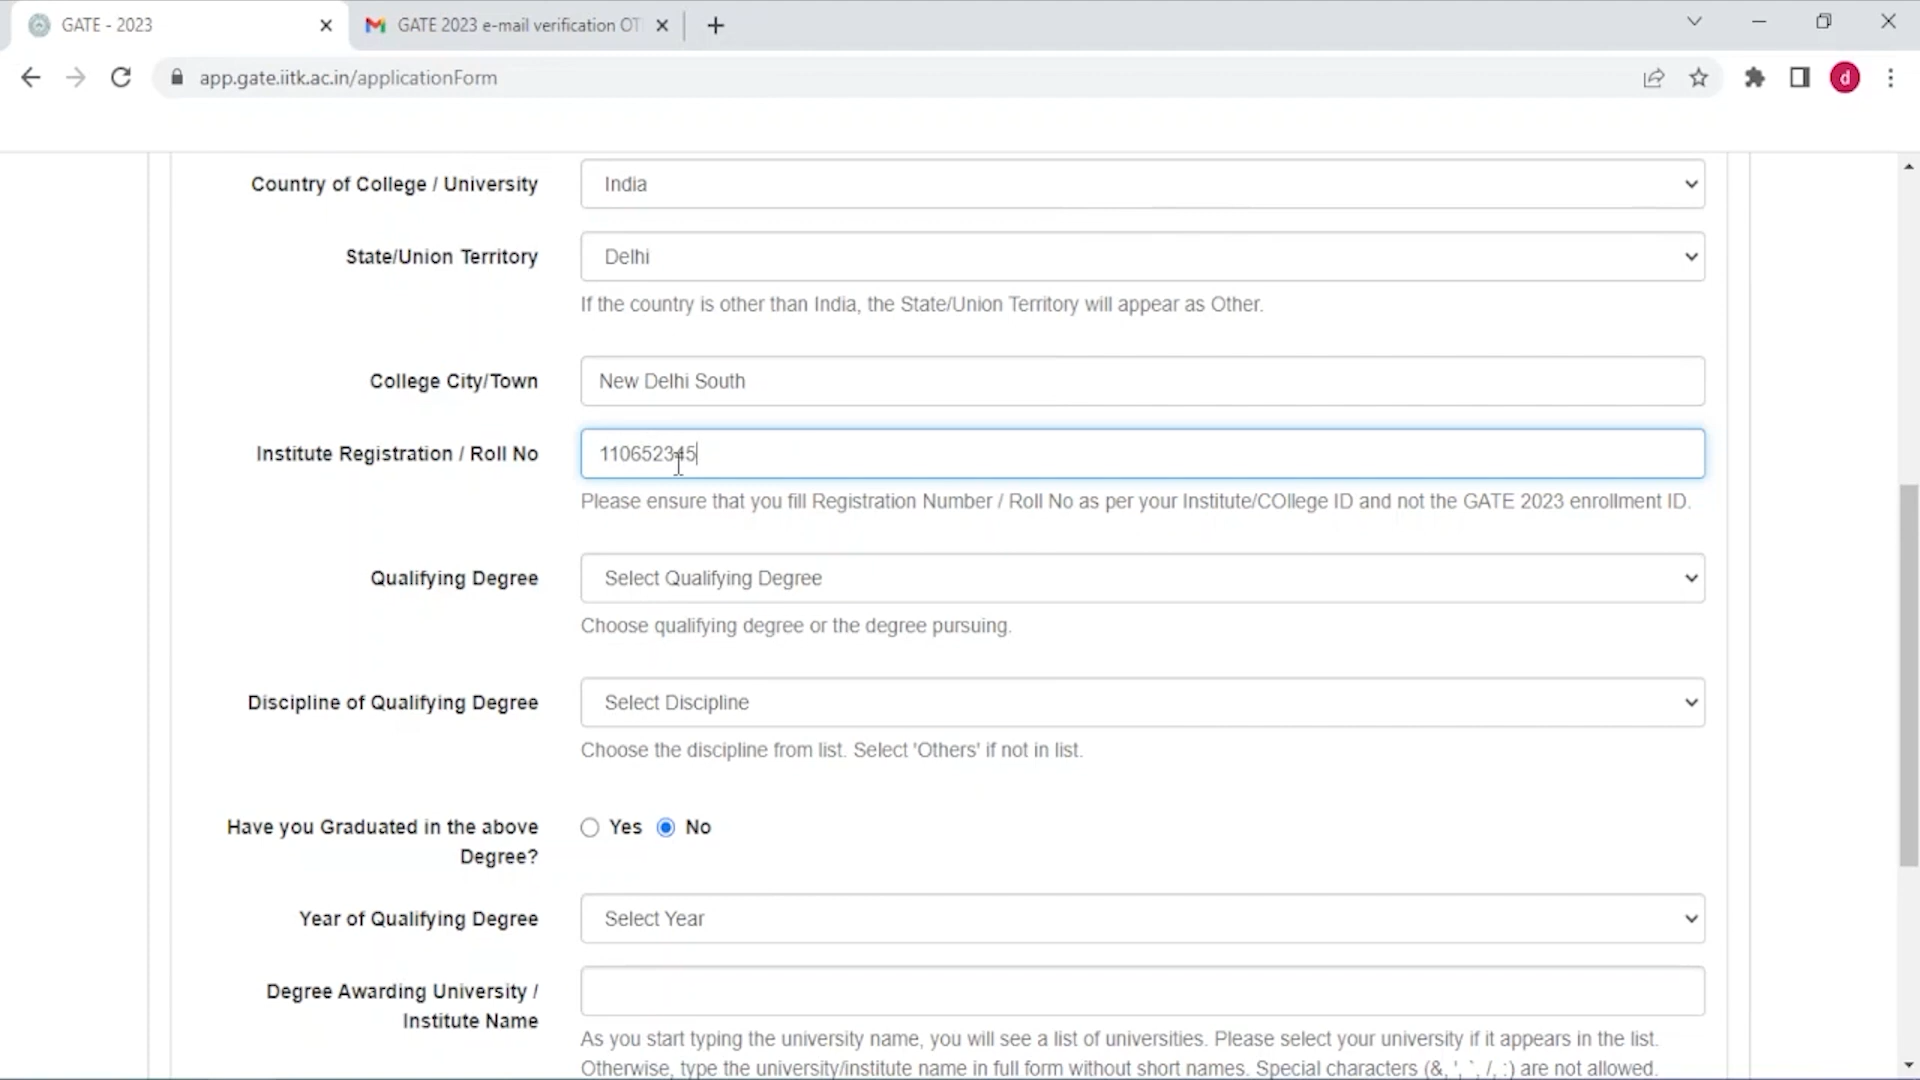 GATE - 2023
GATE 2023 e-mail verification OT
app.gate.iitk.ac.in/applicationForm
d
Country of College / University
India
State/Union Territory
Delhi
If the country is other than India, the State/Union Territory will appear as Other.
College City/Town
New Delhi South
Institute Registration / Roll No
110652345
Please ensure that you fill Registration Number / Roll No as per your Institute/COllege ID and not the GATE 2023 enrollment ID.
Qualifying Degree
Select Qualifying Degree
Choose qualifying degree or the degree pursuing.
Discipline of Qualifying Degree
Select Discipline
Choose the discipline from list. Select 'Others' if not in list.
Have you Graduated in the above
Degree?
Yes No
Year of Qualifying Degree
Select Year
Degree Awarding University /
Institute Name
As you start typing the university name, you will see a list of universities. Please select your university if it appears in the list.
Otherwise, type the university/institute name in full form without short names. Special characters (&, ', `, /, :) are not allowed.